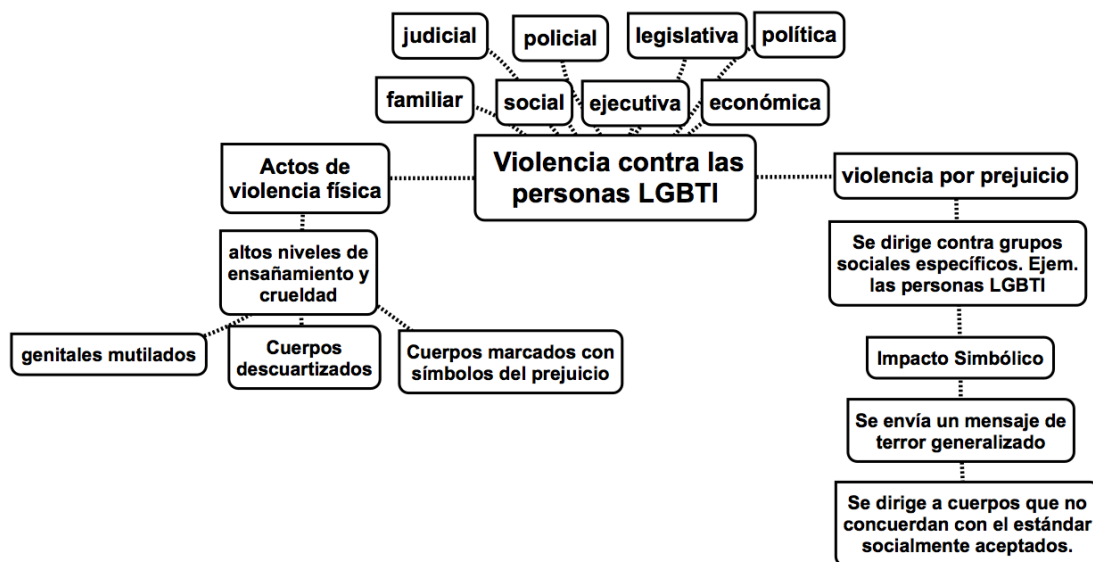 judicial
policial
legislativa
política
familiar
social
ejecutiva
económica
Violencia contra las
personas LGBTI
Actos de
violencia física
altos niveles de
ensañamiento y
crueldad
genitales mutilados
Cuerpos
descuartizados
Cuerpos marcados con
símbolos del prejuicio
violencia por prejuicio
Se dirige contra grupos
sociales específicos. Ejem.
las personas LGBTI
Impacto Simbólico
Se envía un mensaje de
terror generalizado
Se dirige a cuerpos que no
concuerdan con el estándar
socialmente aceptados.